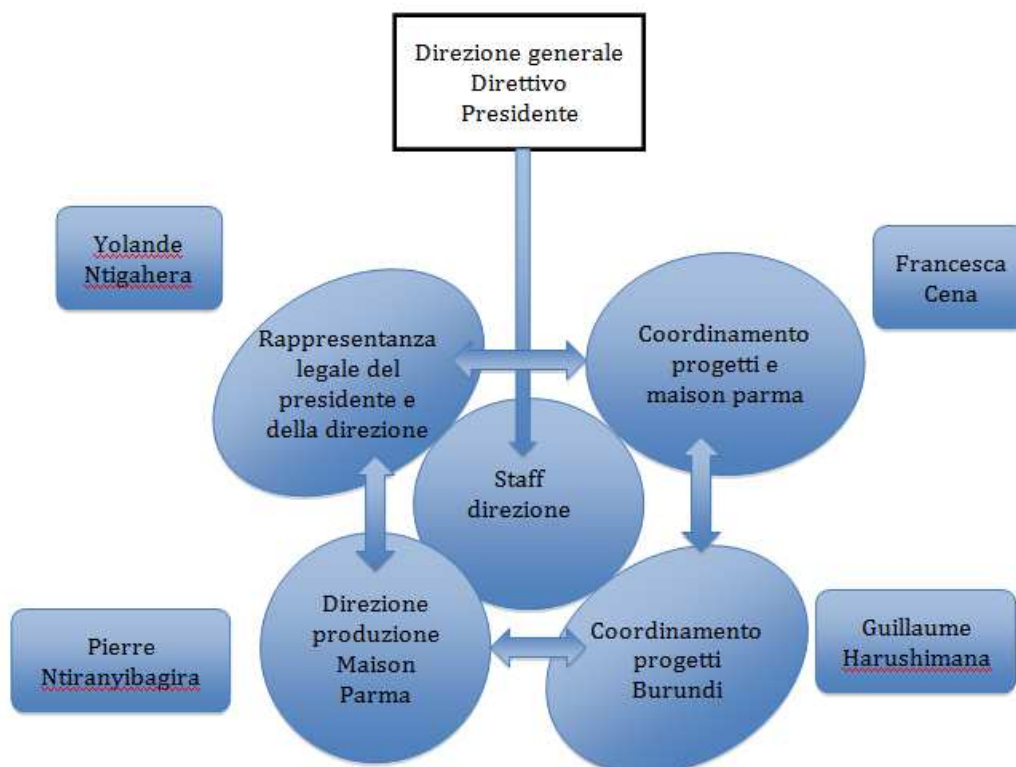 Direzione generale
Direttivo
Presidente
Yolande
Ntigahera
Francesca
Cena
Rappresentanza
legale del
presidente e
della direzione
Coordinamento
progetti e
maison parma
Staff
direzione
Direzione
produzione
Maison
Parma
Coordinamento
progetti
Burundi
Pierre
Ntiranyibagira
Guillaume
Harushimana